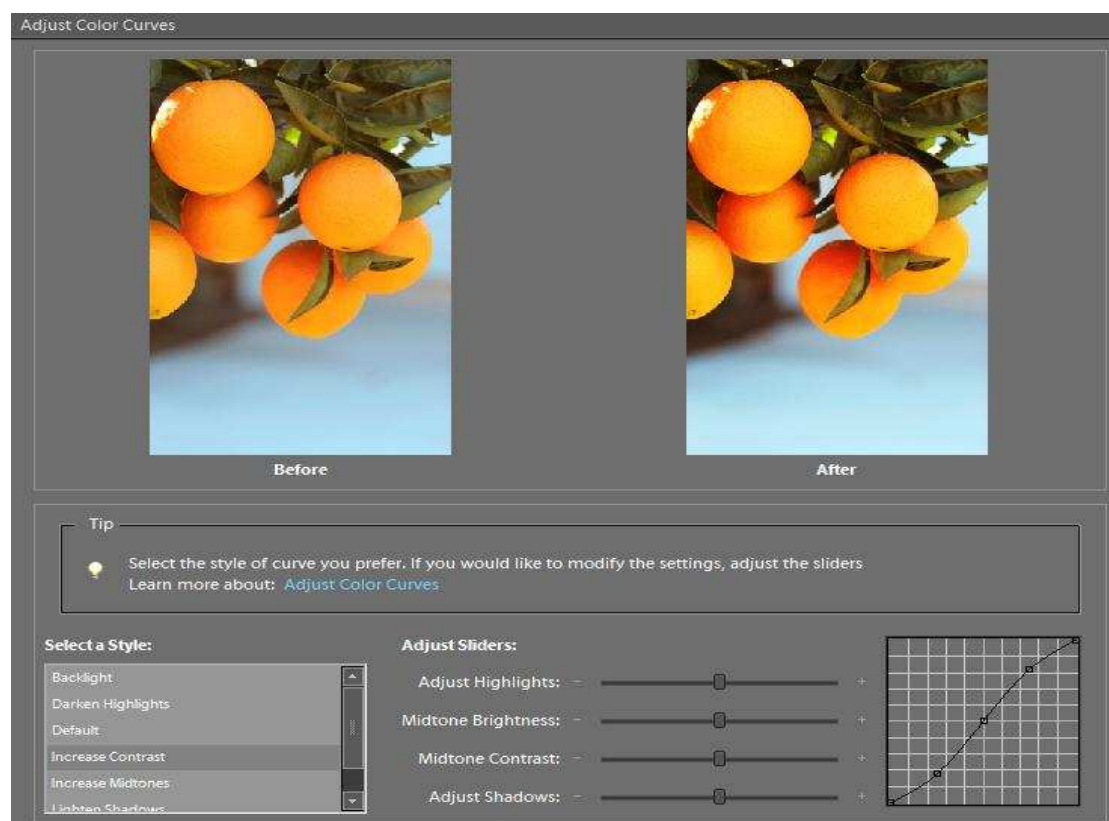 Adjust Color Curves
Before
After
Tip
Select the style of curve you prefer. If you would like to modify the settings, adjust the sliders
Learn more about: Adjust Color Curves
Select a Style:
Backlight
Darken Highlights
Default
Increase Contrast
Increase Midtones
Lighten Shadows
Adjust Sliders:
Adjust Highlights: - +
Midtone Brightness: - +
Midtone Contrast: - +
Adjust Shadows: - +